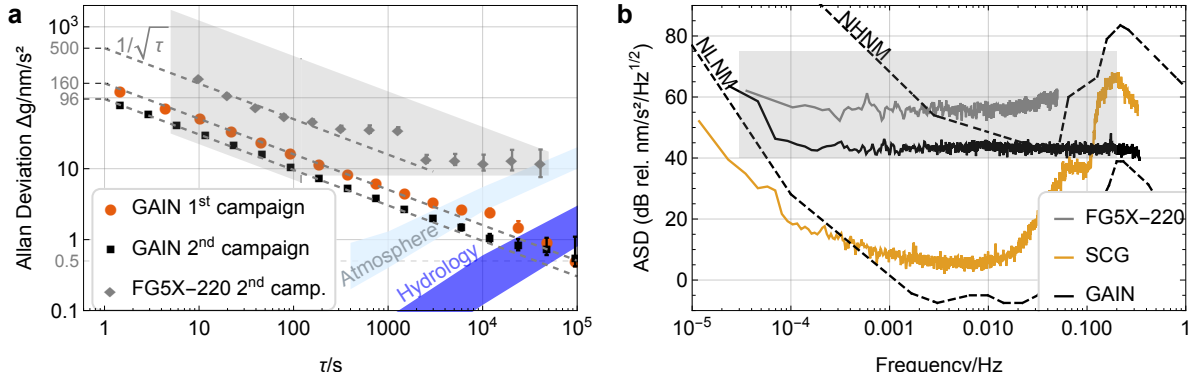 a
Allan Deviation Δg/nm/s²
10³
500
160
96
10
1
0.5
0.1
1/√τ
Atmosphere
Hydrology
GAIN 1st campaign
GAIN 2nd campaign
FG5X−220 2nd camp.
1
10
100
1000
10⁴
10⁵
τ/s
b
ASD (dB rel. nm/s²/Hz^1/2)
80
60
40
20
0
NLNM
NHNM
FG5X−220
SCG
GAIN
10⁻⁵
10⁻⁴
0.001
0.010
0.100
1
Frequency/Hz